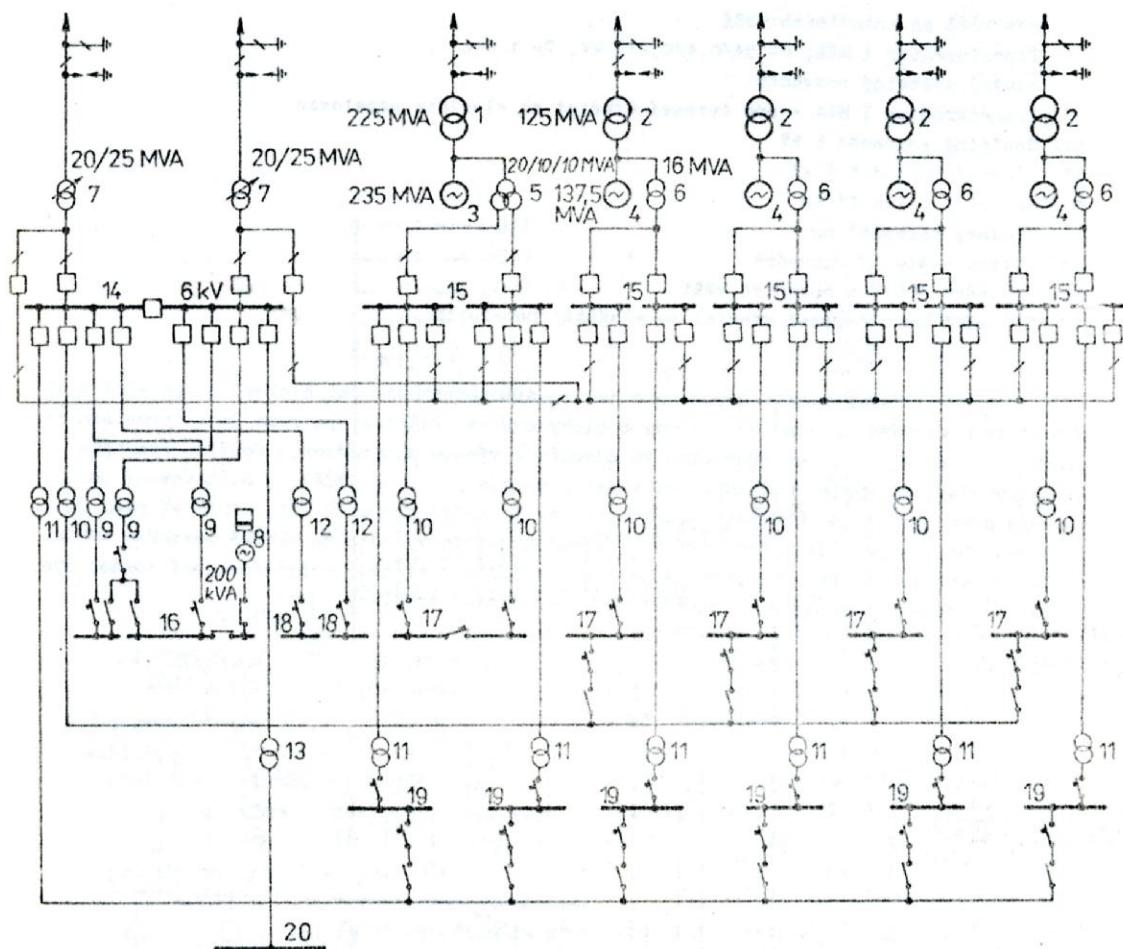 225 MVA 1 125 MVA 2 2 2 2
20/25 MVA 20/25 MVA 20/10/10 MVA 16 MVA
7 7 235 MVA 5 137,5 MVA 6 6 6 6
3 4 4 4 4
14 6 kV 15 15 15 15 15
11 10 9 9 9 12 12 10 10 10 10 10 10
8
200 kVA
16 18 18 17 17 17 17 17
13 11 11 11 11 11 11
19 19 19 19 19 19
20